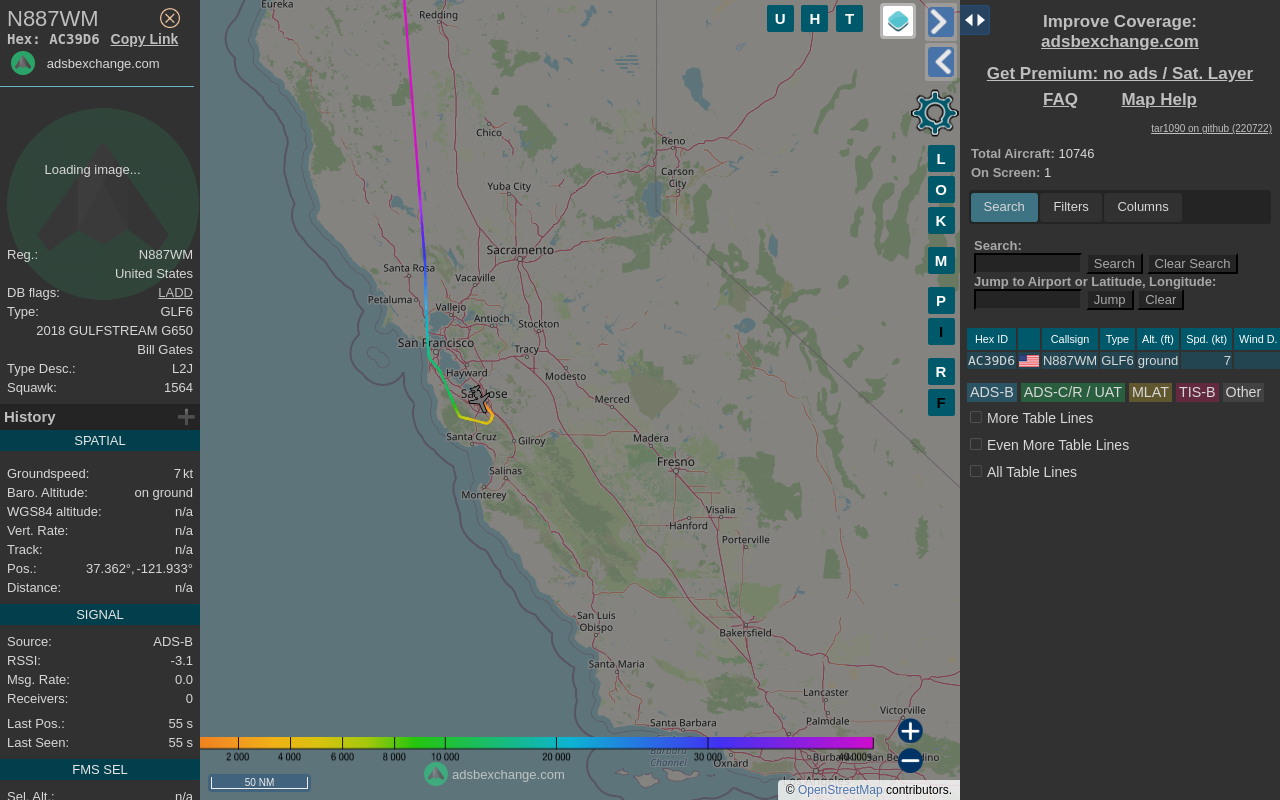 N887WM
Hex: AC39D6 Copy Link
adsbexchange.com
Loading image...
Reg.: N887WM
United States
DB flags: LADD
Type: GLF6
2018 GULFSTREAM G650
Bill Gates
Type Desc.: L2J
Squawk: 1564
History
SPATIAL
Groundspeed: 7 kt
Baro. Altitude: on ground
WGS84 altitude: n/a
Vert. Rate: n/a
Track: n/a
Pos.: 37.362°, -121.933°
Distance: n/a
SIGNAL
Source: ADS-B
RSSI: -3.1
Msg. Rate: 0.0
Receivers: 0
Last Pos.: 55 s
Last Seen: 55 s
FMS SEL
Sel. Alt.: n/a
Eureka
Redding
Chico
Reno
Carson
City
Yuba City
Sacramento
Santa Rosa
Vacaville
Petaluma
Vallejo
Antioch
Stockton
San Francisco
Tracy
Hayward
Modesto
San Jose
Merced
Santa Cruz
Gilroy
Madera
Fresno
Salinas
Monterey
Visalia
Hanford
Porterville
San Luis
Obispo
Bakersfield
Santa Maria
Lancaster
Victorville
Palmdale
Santa Barbara
Barbara
Channel
Oxnard
Burbank
San Bernardino
Los Angeles
2 000 4 000 6 000 8 000 10 000 20 000 30 000 40 000+
adsbexchange.com
50 NM
© OpenStreetMap contributors.
U H T
L
O
K
M
P
I
R
F
Improve Coverage:
adsbexchange.com
Get Premium: no ads / Sat. Layer
FAQ Map Help
tar1090 on github (220722)
Total Aircraft: 10746
On Screen: 1
Search Filters Columns
Search:
Search Clear Search
Jump to Airport or Latitude, Longitude:
Jump Clear
Hex ID Callsign Type Alt. (ft) Spd. (kt) Wind D.
AC39D6 N887WM GLF6 ground 7
ADS-B ADS-C/R / UAT MLAT TIS-B Other
More Table Lines
Even More Table Lines
All Table Lines